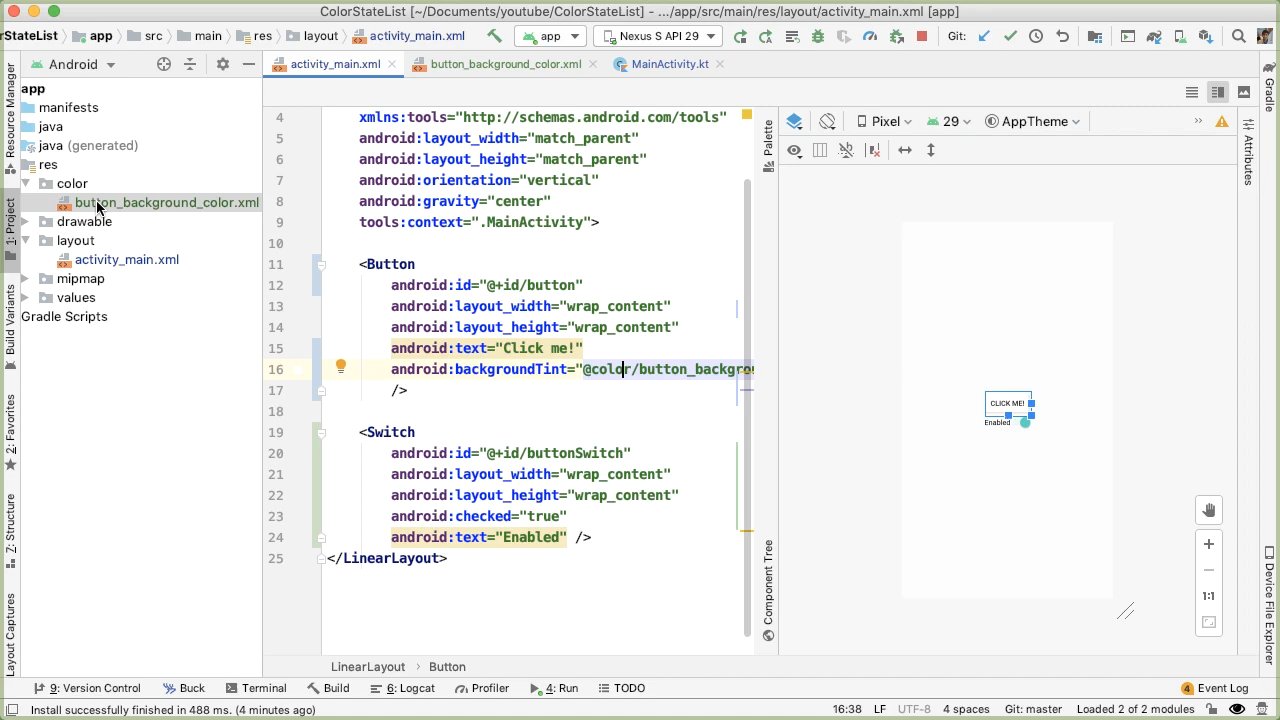 ColorStateList [~/Documents/youtube/ColorStateList] - .../app/src/main/res/layout/activity_main.xml [app]
rStateList app src main res layout activity_main.xml app Nexus S API 29 Git:
Android activity_main.xml button_background_color.xml MainActivity.kt
app
manifests
java
java (generated)
res
color
button_background_color.xml
drawable
layout
activity_main.xml
mipmap
values
Gradle Scripts
Resource Manager
1: Project
Build Variants
2: Favorites
Z: Structure
Layout Captures
4 xmlns:tools="http://schemas.android.com/tools"
5 android:layout_width="match_parent"
6 android:layout_height="match_parent"
7 android:orientation="vertical"
8 android:gravity="center"
9 tools:context=".MainActivity">
10
11 <Button
12 android:id="@+id/button"
13 android:layout_width="wrap_content"
14 android:layout_height="wrap_content"
15 android:text="Click me!"
16 android:backgroundTint="@color/button_backgrou
17 />
18
19 <Switch
20 android:id="@+id/buttonSwitch"
21 android:layout_width="wrap_content"
22 android:layout_height="wrap_content"
23 android:checked="true"
24 android:text="Enabled" />
25 </LinearLayout>
LinearLayout › Button
Palette
Component Tree
Pixel 29 AppTheme »
CLICK ME!
Enabled
1:1
Gradle
Attributes
Device File Explorer
9: Version Control Buck Terminal Build 6: Logcat Profiler 4: Run TODO 4 Event Log
Install successfully finished in 488 ms. (4 minutes ago) 16:38 LF UTF-8 4 spaces Git: master Loaded 2 of 2 modules